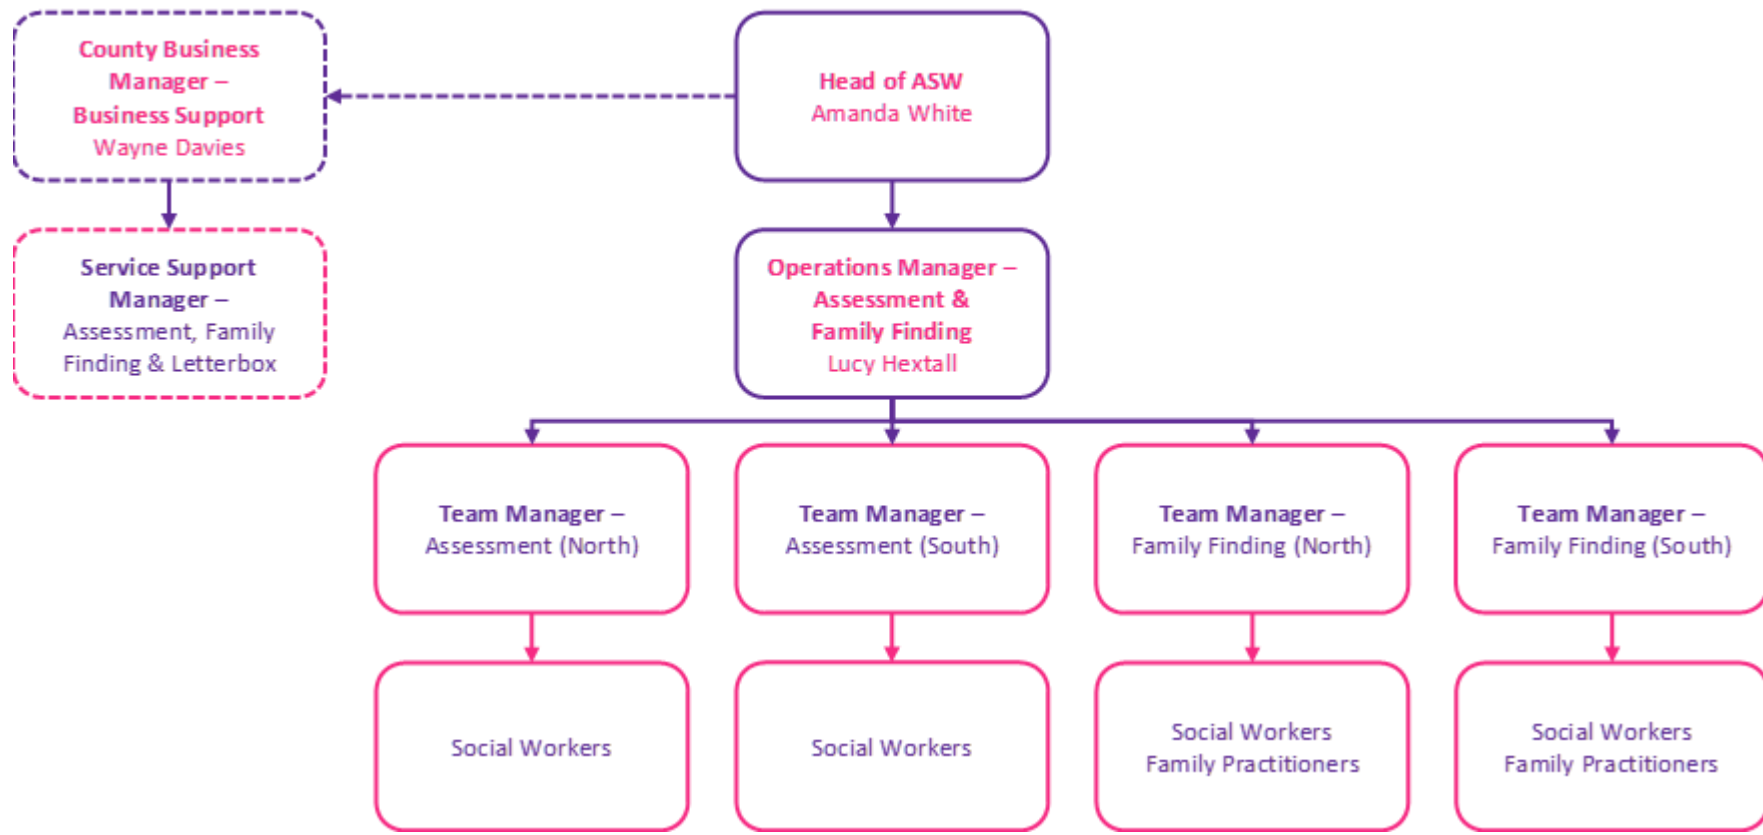 County Business
Manager –
Business Support
Wayne Davies
Head of ASW
Amanda White
Service Support
Manager –
Assessment, Family
Finding & Letterbox
Operations Manager –
Assessment &
Family Finding
Lucy Hextall
Team Manager –
Assessment (North)
Team Manager –
Assessment (South)
Team Manager –
Family Finding (North)
Team Manager –
Family Finding (South)
Social Workers
Social Workers
Social Workers
Family Practitioners
Social Workers
Family Practitioners